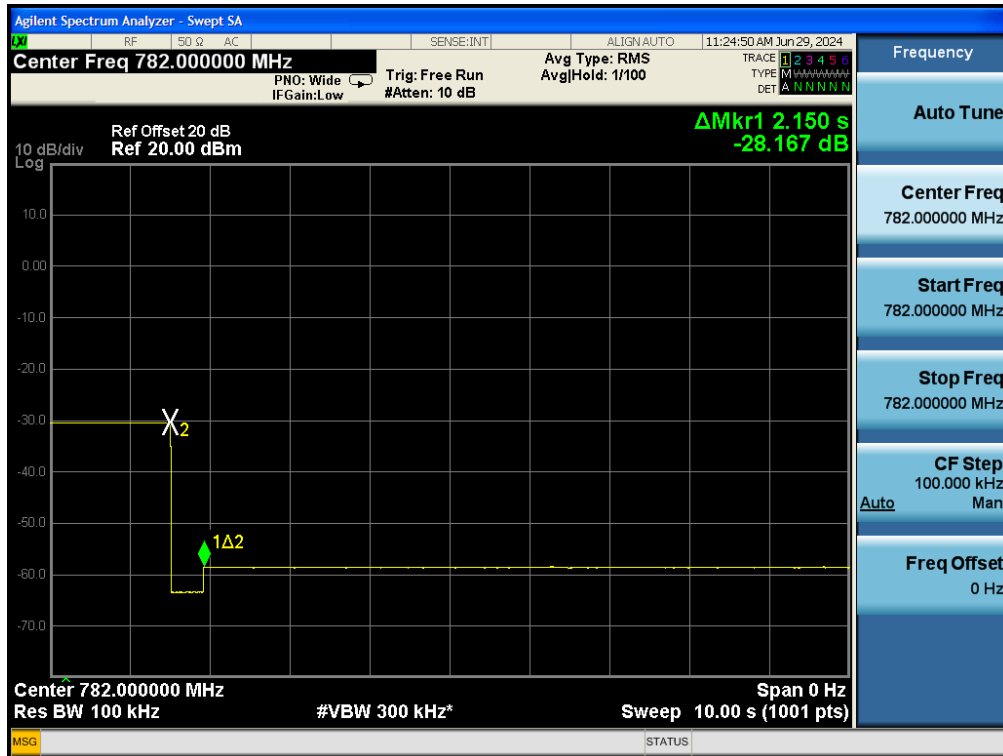 Agilent Spectrum Analyzer - Swept SA
LXI RF 50 Ω AC SENSE:INT ALIGN AUTO 11:24:50 AM Jun 29, 2024
Center Freq 782.000000 MHz
PNO: Wide
IFGain:Low
Trig: Free Run
#Atten: 10 dB
Avg Type: RMS
Avg|Hold: 1/100
TRACE 1 2 3 4 5 6
TYPE M
DET A N N N N N
Ref Offset 20 dB
Ref 20.00 dBm
10 dB/div
Log
ΔMkr1 2.150 s
-28.167 dB
10.0
0.00
-10.0
-20.0
-30.0
-40.0
-50.0
-60.0
-70.0
2
1Δ2
Center 782.000000 MHz
Res BW 100 kHz
#VBW 300 kHz*
Span 0 Hz
Sweep 10.00 s (1001 pts)
MSG
STATUS
Frequency
Auto Tune
Center Freq
782.000000 MHz
Start Freq
782.000000 MHz
Stop Freq
782.000000 MHz
CF Step
100.000 kHz
Auto Man
Freq Offset
0 Hz